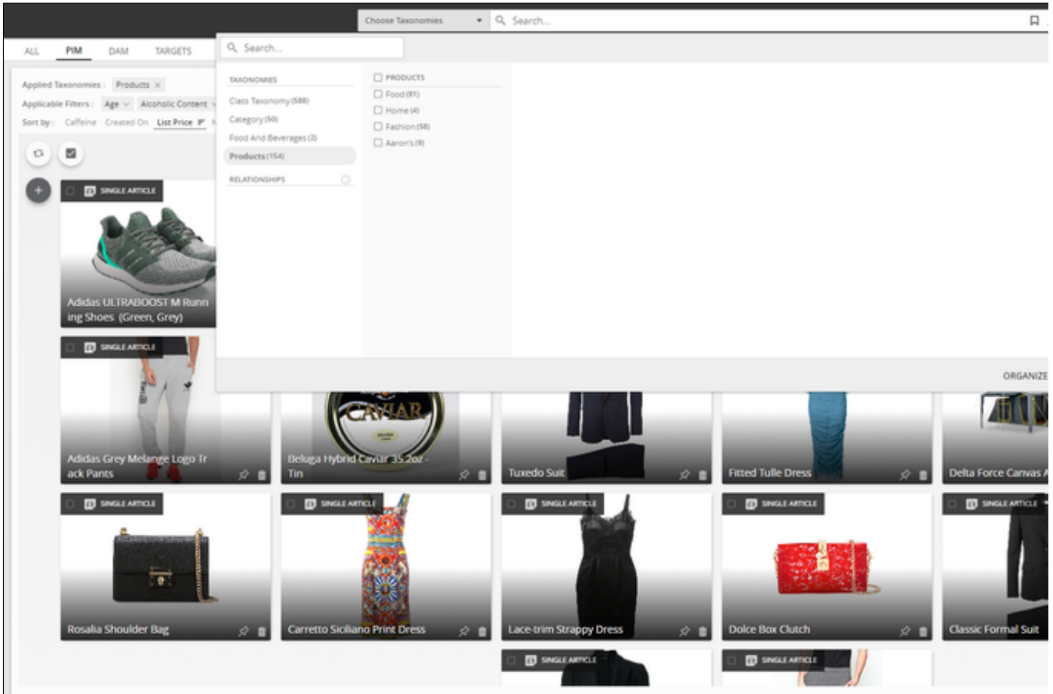 Choose Taxonomies
Search...
ALL PIM DAM TARGETS
Search...
Applied Taxonomies : Products ×
Applicable Filters : Age Alcoholic Content
Sort by : Caffeine Created On List Price
TAXONOMIES
Class Taxonomy (588)
Category (50)
Food And Beverages (2)
Products (154)
RELATIONSHIPS
PRODUCTS
Food (81)
Home (4)
Fashion (58)
Aaron's (9)
SINGLE ARTICLE
Adidas ULTRABOOST M Runn
ing Shoes (Green, Grey)
ORGANIZE
SINGLE ARTICLE
Adidas Grey Melange Logo Tr
ack Pants
CAVIAR
Beluga Hybrid Caviar 35.2oz -
Tin
Tuxedo Suit
Fitted Tulle Dress
Delta Force Canvas A
SINGLE ARTICLE
Rosalia Shoulder Bag
SINGLE ARTICLE
Carretto Siciliano Print Dress
SINGLE ARTICLE
Lace-trim Strappy Dress
SINGLE ARTICLE
Dolce Box Clutch
SINGLE ARTICLE
Classic Formal Suit
SINGLE ARTICLE
SINGLE ARTICLE